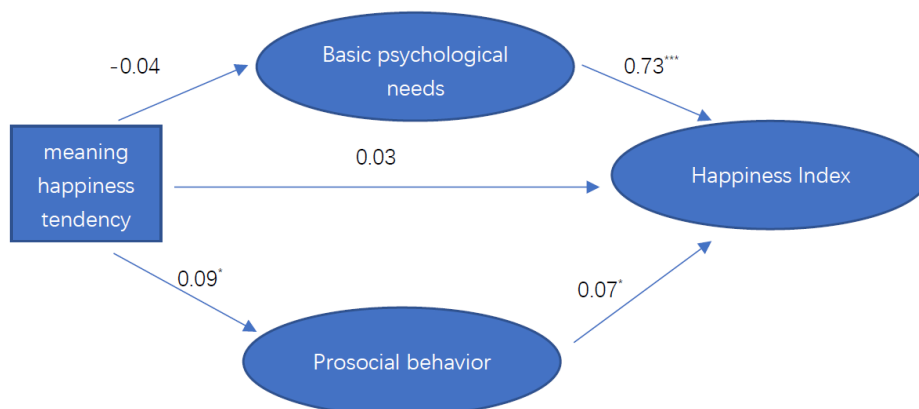 Basic psychological
needs
-0.04
0.73***
meaning
happiness
tendency
0.03
Happiness Index
0.09*
0.07*
Prosocial behavior